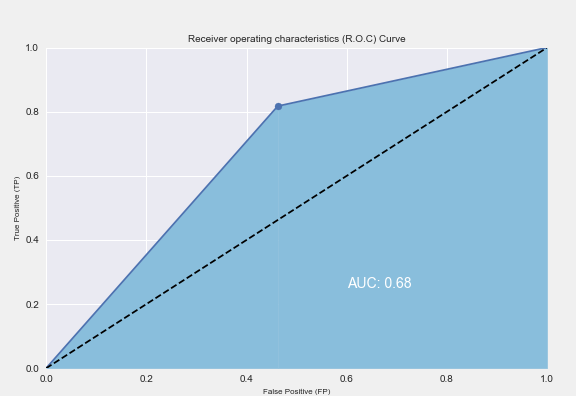 Receiver operating characteristics (R.O.C) Curve
1.0
0.8
0.6
0.4
0.2
0.0
True Positive (TP)
AUC: 0.68
0.0 0.2 0.4 0.6 0.8 1.0
False Positive (FP)